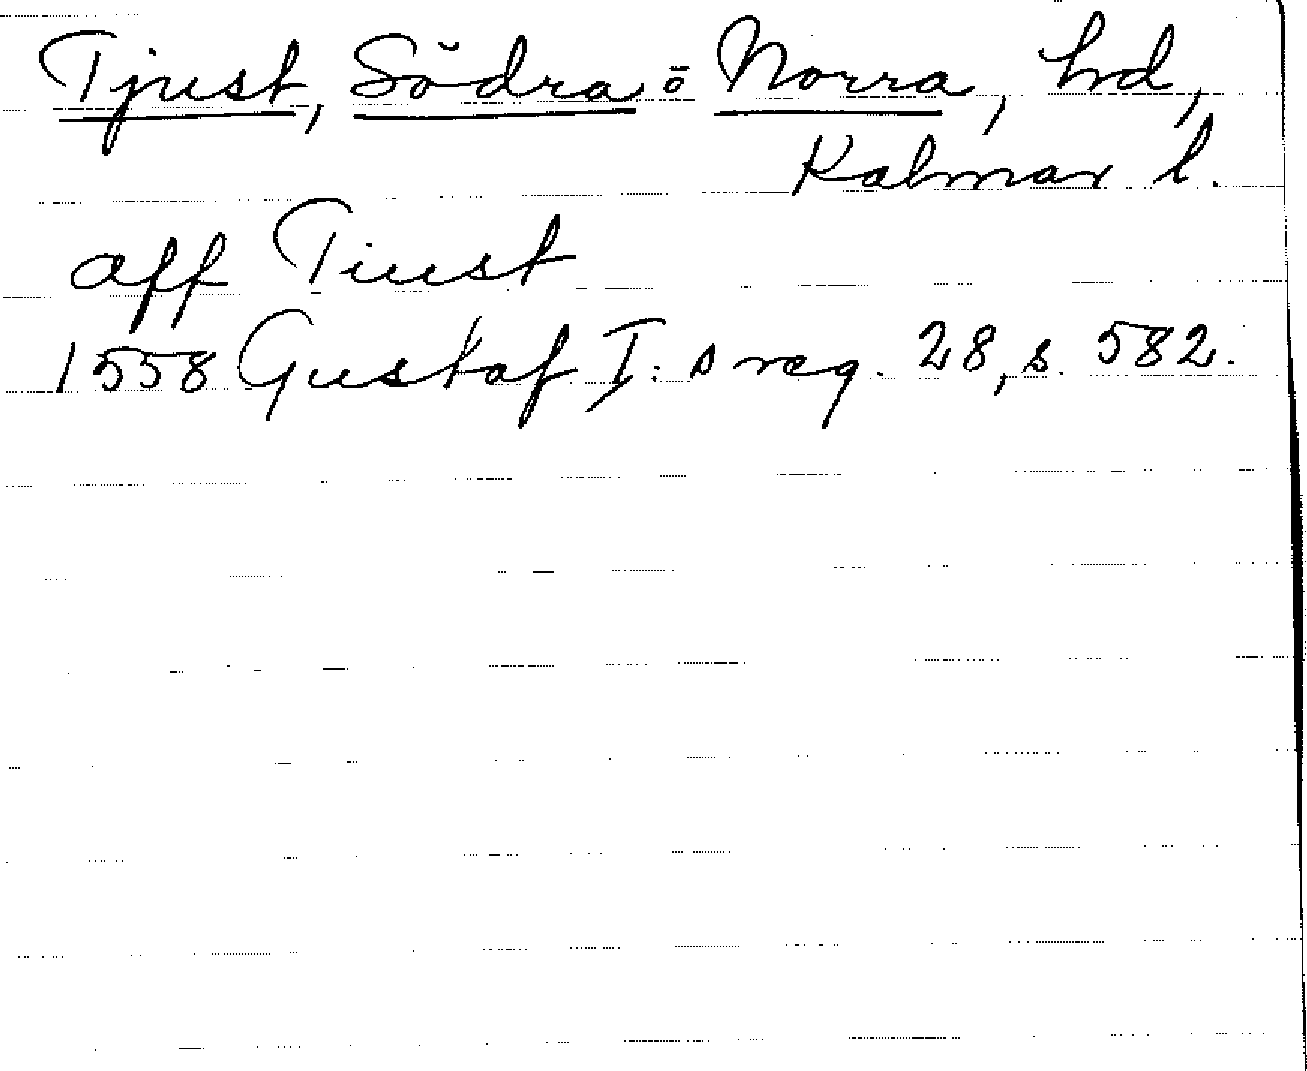 Tjust, Södra o Norra, hd,
Kalmar l.
aff Tiust
1558 Gustaf I:s reg. 28, s. 582.